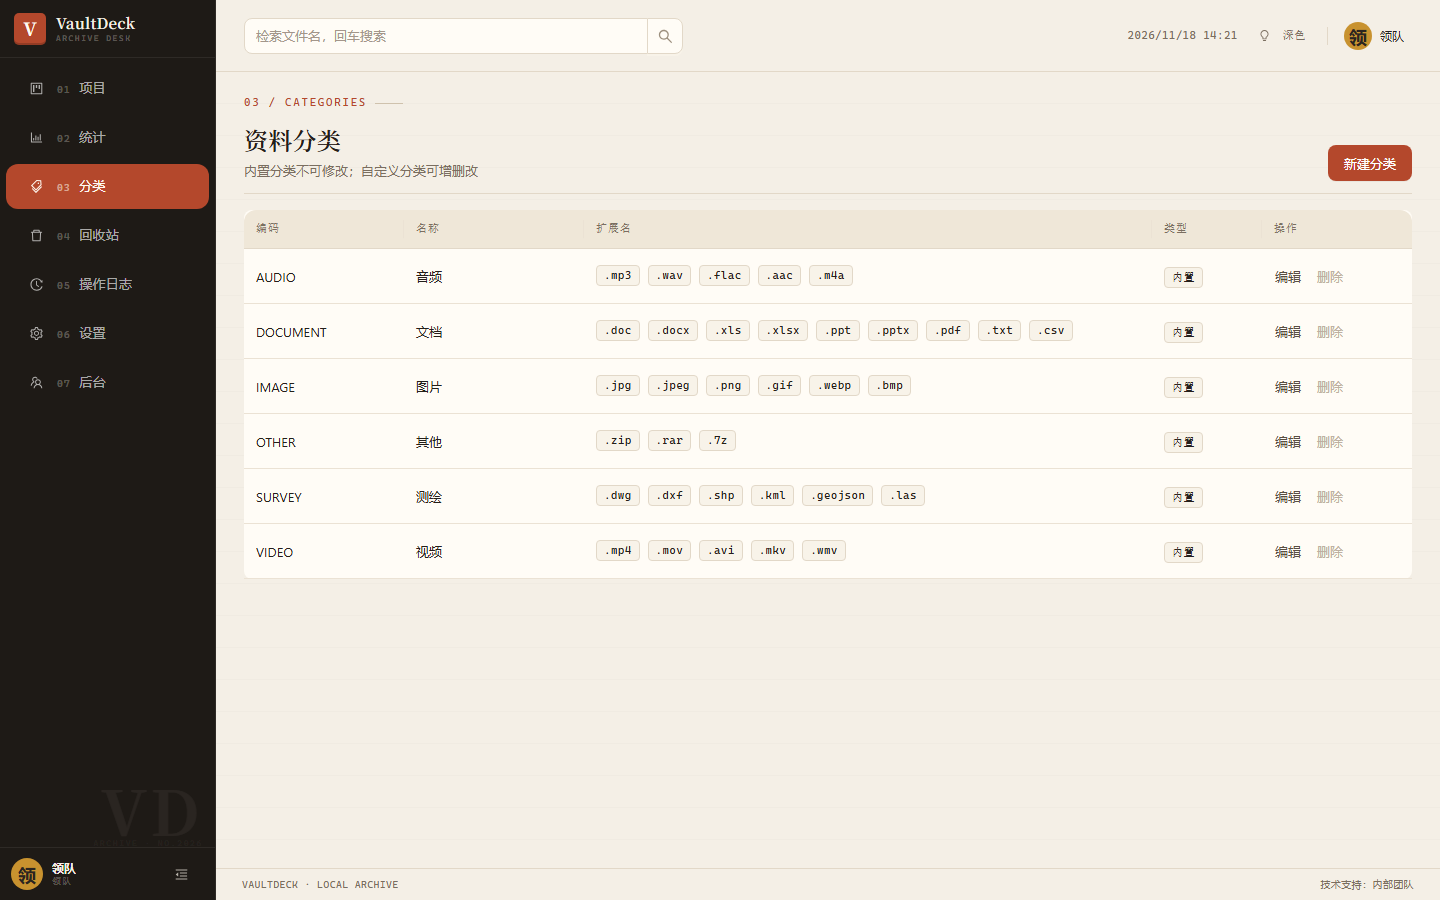 V VaultDeck
ARCHIVE DESK
01 项目
02 统计
03 分类
04 回收站
05 操作日志
06 设置
07 后台
VD
领 领队
领队
检索文件名，回车搜索
2026/11/18 14:21 深色 领 领队
03 / CATEGORIES
资料分类
内置分类不可修改；自定义分类可增删改
新建分类
编码 名称 扩展名 类型 操作
AUDIO 音频 .mp3 .wav .flac .aac .m4a 内置 编辑 删除
DOCUMENT 文档 .doc .docx .xls .xlsx .ppt .pptx .pdf .txt .csv 内置 编辑 删除
IMAGE 图片 .jpg .jpeg .png .gif .webp .bmp 内置 编辑 删除
OTHER 其他 .zip .rar .7z 内置 编辑 删除
SURVEY 测绘 .dwg .dxf .shp .kml .geojson .las 内置 编辑 删除
VIDEO 视频 .mp4 .mov .avi .mkv .wmv 内置 编辑 删除
VAULTDECK · LOCAL ARCHIVE
技术支持：内部团队